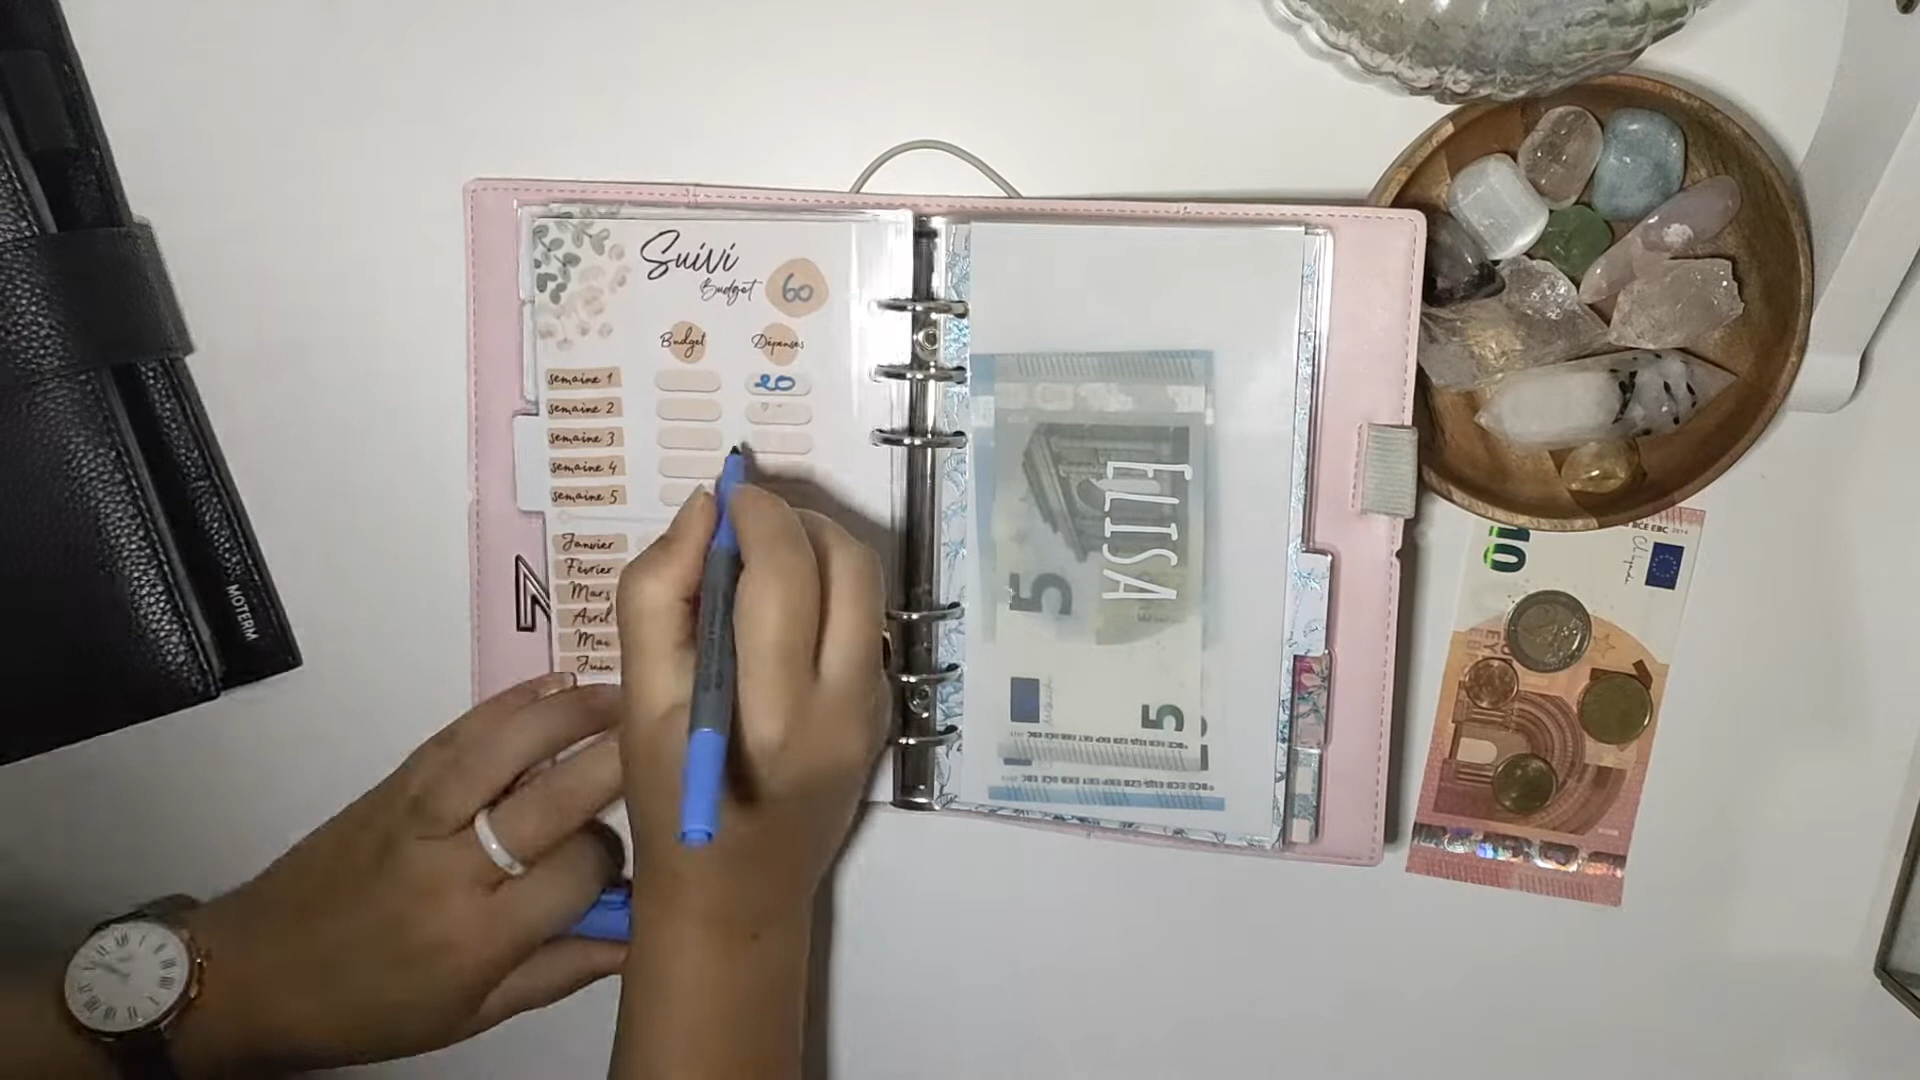 Suivi
Budget 60
Budget Dépenses
semaine 1 20
semaine 2
semaine 3
semaine 4
semaine 5
Janvier
Février
Mars
Avril
Mai
Juin
MOTERM
ELISA
5
5
10